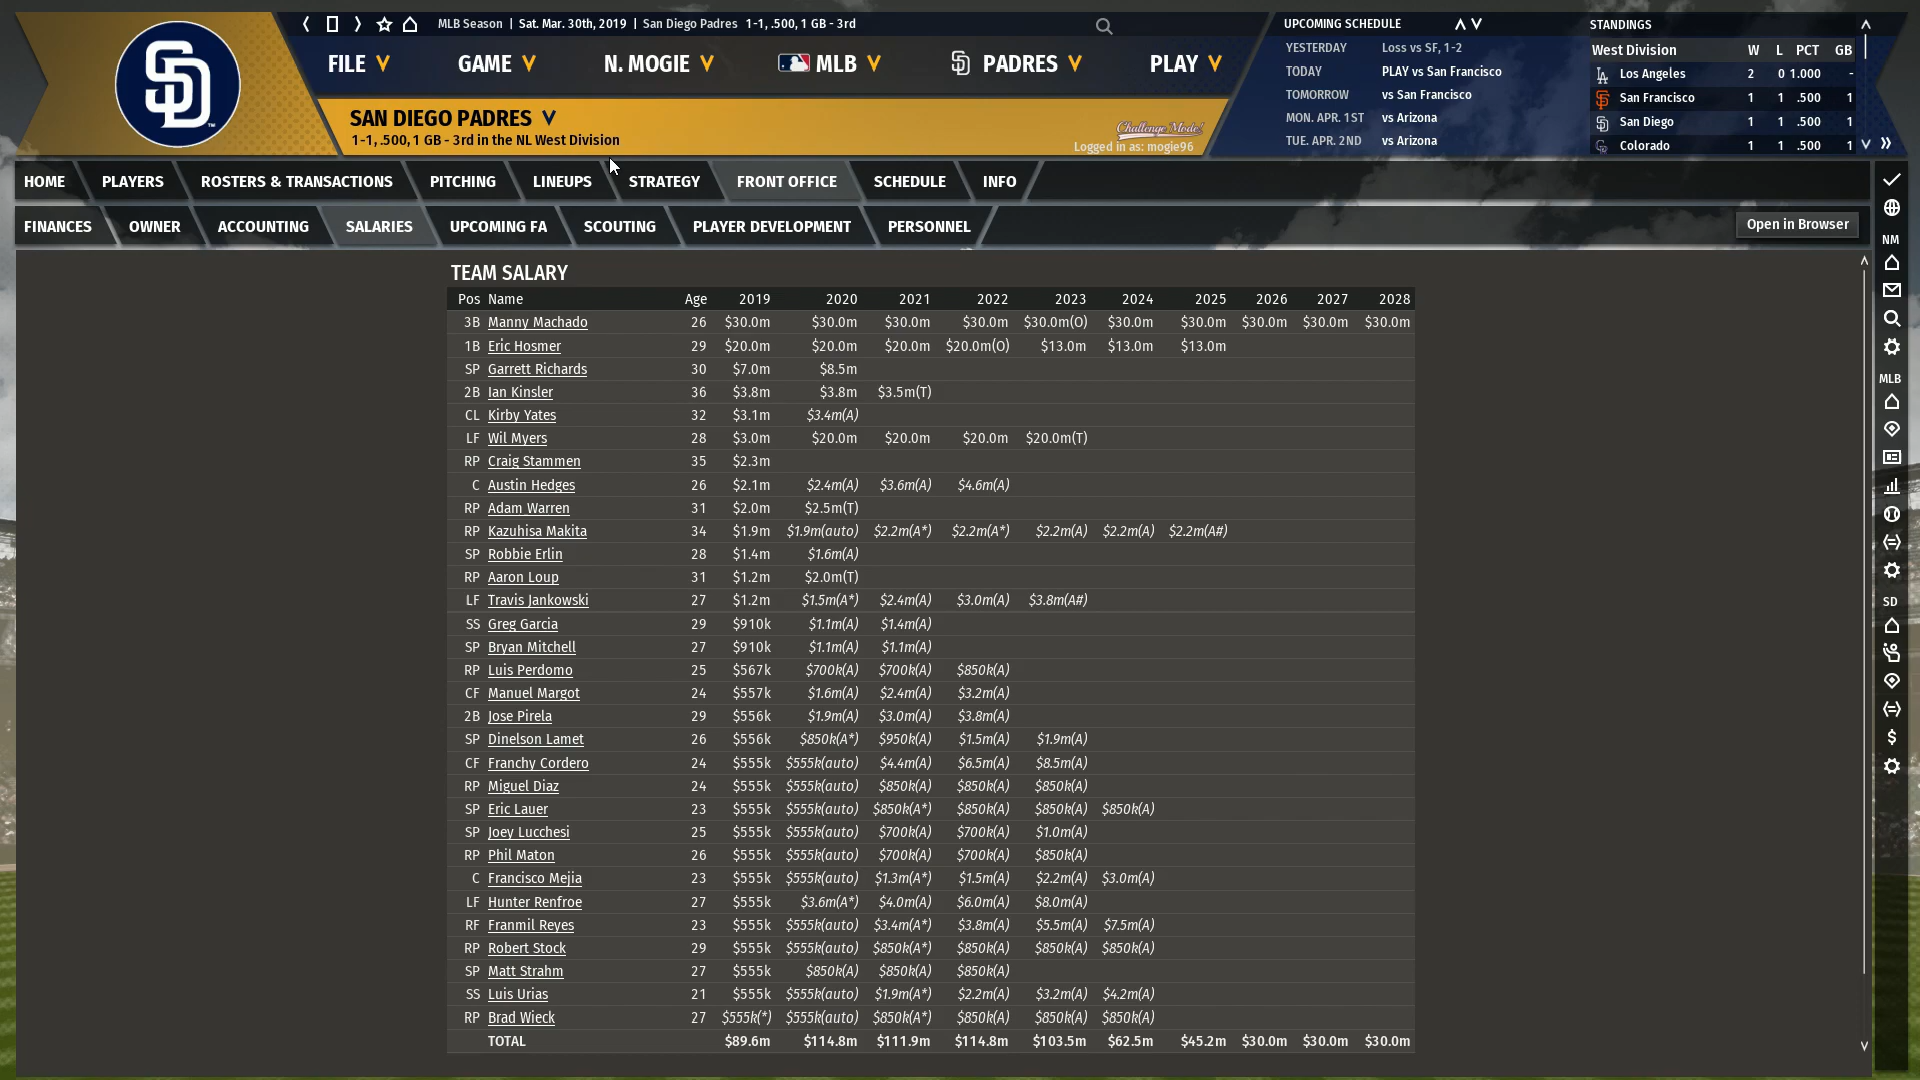 MLB Season | Sat. Mar. 30th, 2019 | San Diego Padres 1-1, .500, 1 GB - 3rd
FILE GAME N. MOGIE MLB PADRES PLAY
SAN DIEGO PADRES
1-1, .500, 1 GB - 3rd in the NL West Division
Challenge Mode!
Logged in as: mogie96
UPCOMING SCHEDULE
YESTERDAY Loss vs SF, 1-2
TODAY PLAY vs San Francisco
TOMORROW vs San Francisco
MON. APR. 1ST vs Arizona
TUE. APR. 2ND vs Arizona
STANDINGS
West Division W L PCT GB
Los Angeles 2 0 1.000 -
San Francisco 1 1 .500 1
San Diego 1 1 .500 1
Colorado 1 1 .500 1
HOME PLAYERS ROSTERS & TRANSACTIONS PITCHING LINEUPS STRATEGY FRONT OFFICE SCHEDULE INFO
FINANCES OWNER ACCOUNTING SALARIES UPCOMING FA SCOUTING PLAYER DEVELOPMENT PERSONNEL Open in Browser
TEAM SALARY
Pos Name Age 2019 2020 2021 2022 2023 2024 2025 2026 2027 2028
3B Manny Machado 26 $30.0m $30.0m $30.0m $30.0m $30.0m(O) $30.0m $30.0m $30.0m $30.0m $30.0m
1B Eric Hosmer 29 $20.0m $20.0m $20.0m $20.0m(O) $13.0m $13.0m $13.0m
SP Garrett Richards 30 $7.0m $8.5m
2B Ian Kinsler 36 $3.8m $3.8m $3.5m(T)
CL Kirby Yates 32 $3.1m $3.4m(A)
LF Wil Myers 28 $3.0m $20.0m $20.0m $20.0m $20.0m(T)
RP Craig Stammen 35 $2.3m
C Austin Hedges 26 $2.1m $2.4m(A) $3.6m(A) $4.6m(A)
RP Adam Warren 31 $2.0m $2.5m(T)
RP Kazuhisa Makita 34 $1.9m $1.9m(auto) $2.2m(A*) $2.2m(A*) $2.2m(A) $2.2m(A) $2.2m(A#)
SP Robbie Erlin 28 $1.4m $1.6m(A)
RP Aaron Loup 31 $1.2m $2.0m(T)
LF Travis Jankowski 27 $1.2m $1.5m(A*) $2.4m(A) $3.0m(A) $3.8m(A#)
SS Greg Garcia 29 $910k $1.1m(A) $1.4m(A)
SP Bryan Mitchell 27 $910k $1.1m(A) $1.1m(A)
RP Luis Perdomo 25 $567k $700k(A) $700k(A) $850k(A)
CF Manuel Margot 24 $557k $1.6m(A) $2.4m(A) $3.2m(A)
2B Jose Pirela 29 $556k $1.9m(A) $3.0m(A) $3.8m(A)
SP Dinelson Lamet 26 $556k $850k(A*) $950k(A) $1.5m(A) $1.9m(A)
CF Franchy Cordero 24 $555k $555k(auto) $4.4m(A) $6.5m(A) $8.5m(A)
RP Miguel Diaz 24 $555k $555k(auto) $850k(A) $850k(A) $850k(A)
SP Eric Lauer 23 $555k $555k(auto) $850k(A*) $850k(A) $850k(A) $850k(A)
SP Joey Lucchesi 25 $555k $555k(auto) $700k(A) $700k(A) $1.0m(A)
RP Phil Maton 26 $555k $555k(auto) $700k(A) $700k(A) $850k(A)
C Francisco Mejia 23 $555k $555k(auto) $1.3m(A*) $1.5m(A) $2.2m(A) $3.0m(A)
LF Hunter Renfroe 27 $555k $3.6m(A*) $4.0m(A) $6.0m(A) $8.0m(A)
RF Franmil Reyes 23 $555k $555k(auto) $3.4m(A*) $3.8m(A) $5.5m(A) $7.5m(A)
RP Robert Stock 29 $555k $555k(auto) $850k(A*) $850k(A) $850k(A) $850k(A)
SP Matt Strahm 27 $555k $850k(A) $850k(A) $850k(A)
SS Luis Urias 21 $555k $555k(auto) $1.9m(A*) $2.2m(A) $3.2m(A) $4.2m(A)
RP Brad Wieck 27 $555k(*) $555k(auto) $850k(A*) $850k(A) $850k(A) $850k(A)
TOTAL $89.6m $114.8m $111.9m $114.8m $103.5m $62.5m $45.2m $30.0m $30.0m $30.0m
NM
MLB
SD